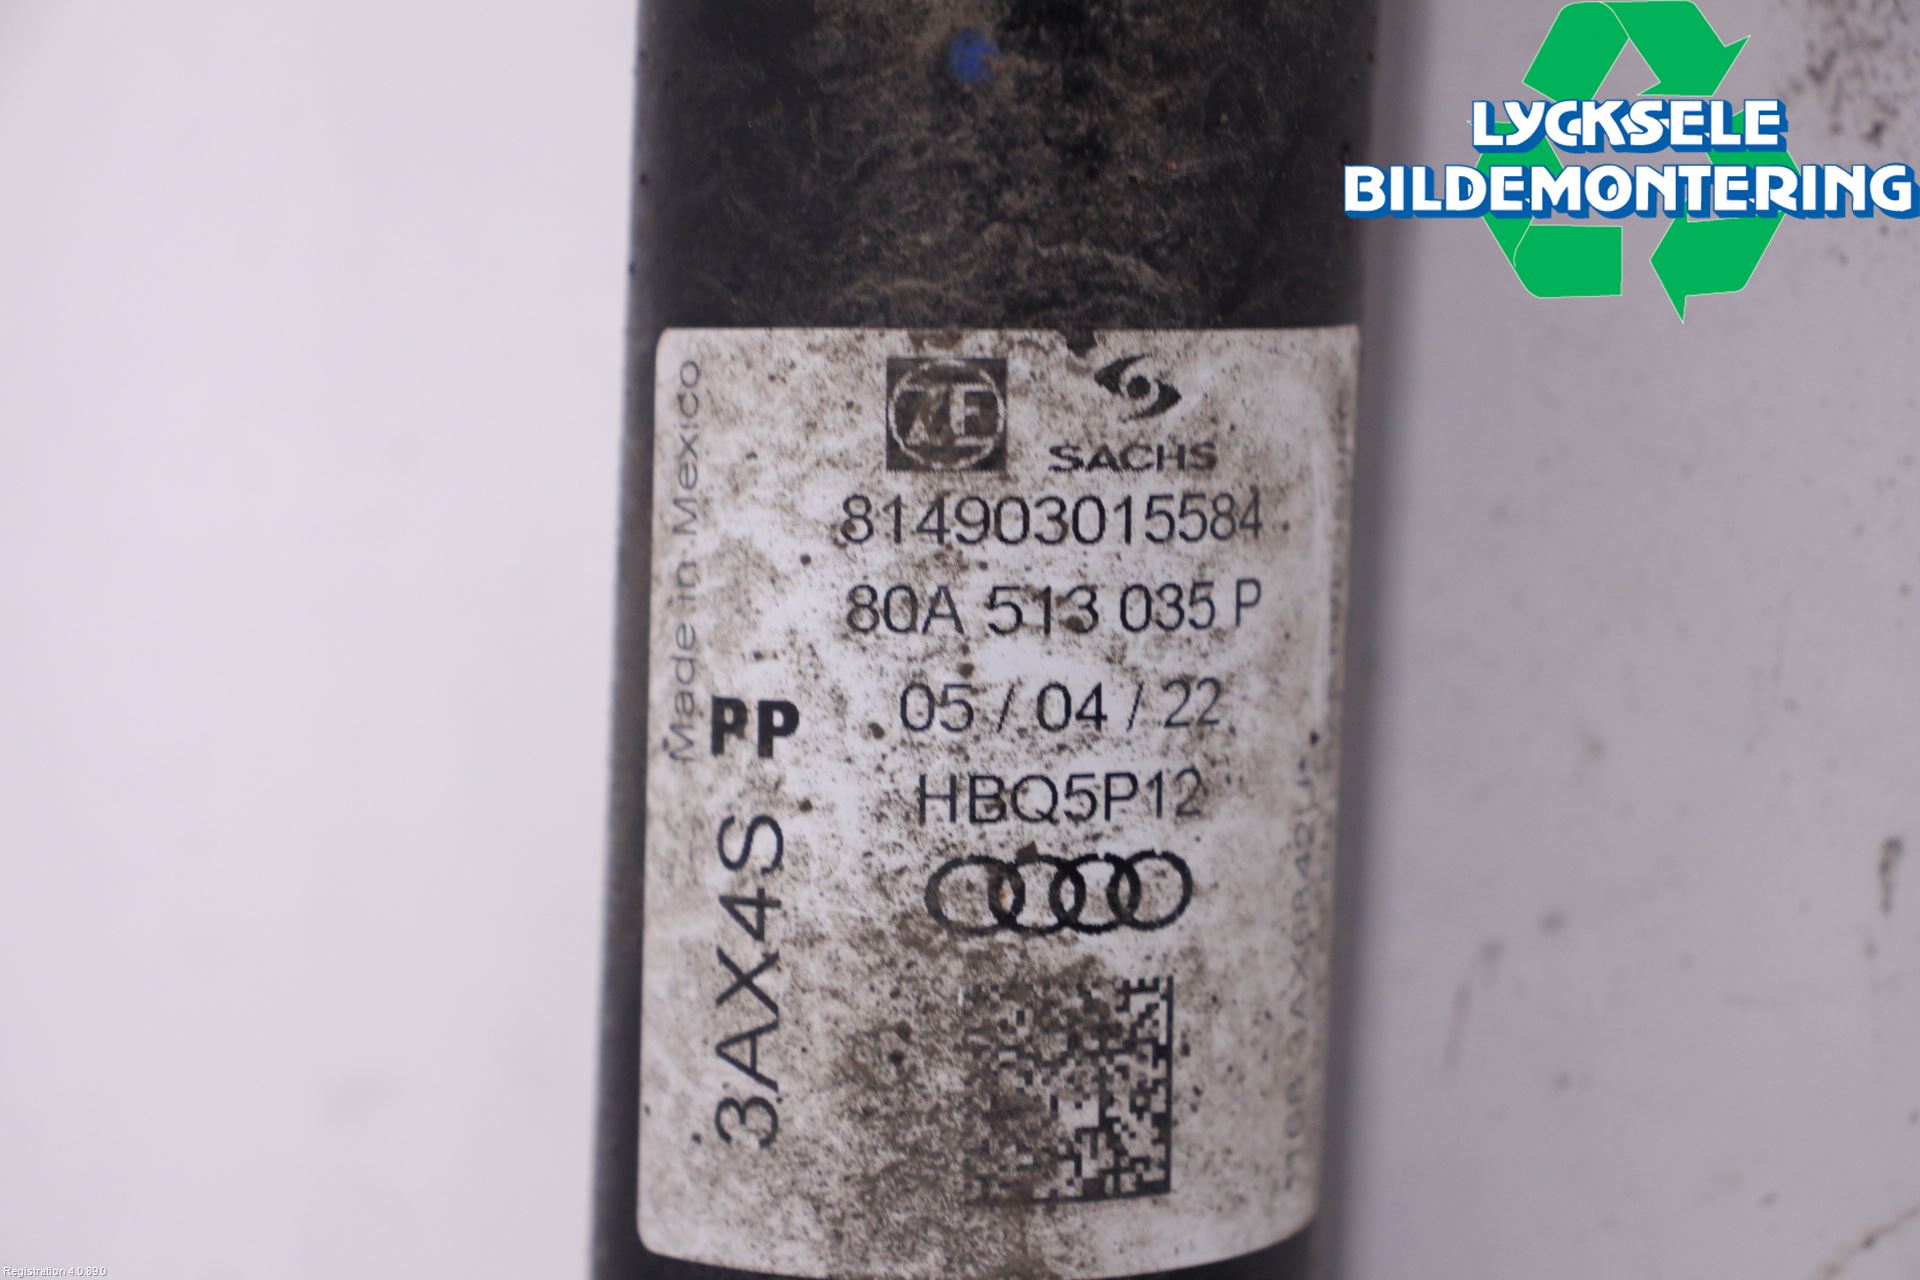 LYCKSELE
BILDEMONTERING
ZF
SACHS
814903015584
80A 513 035 P
05 / 04 / 22
HBQ5P12
Made in Mexico
PP
3AX4S
Registration 4.0.89.0